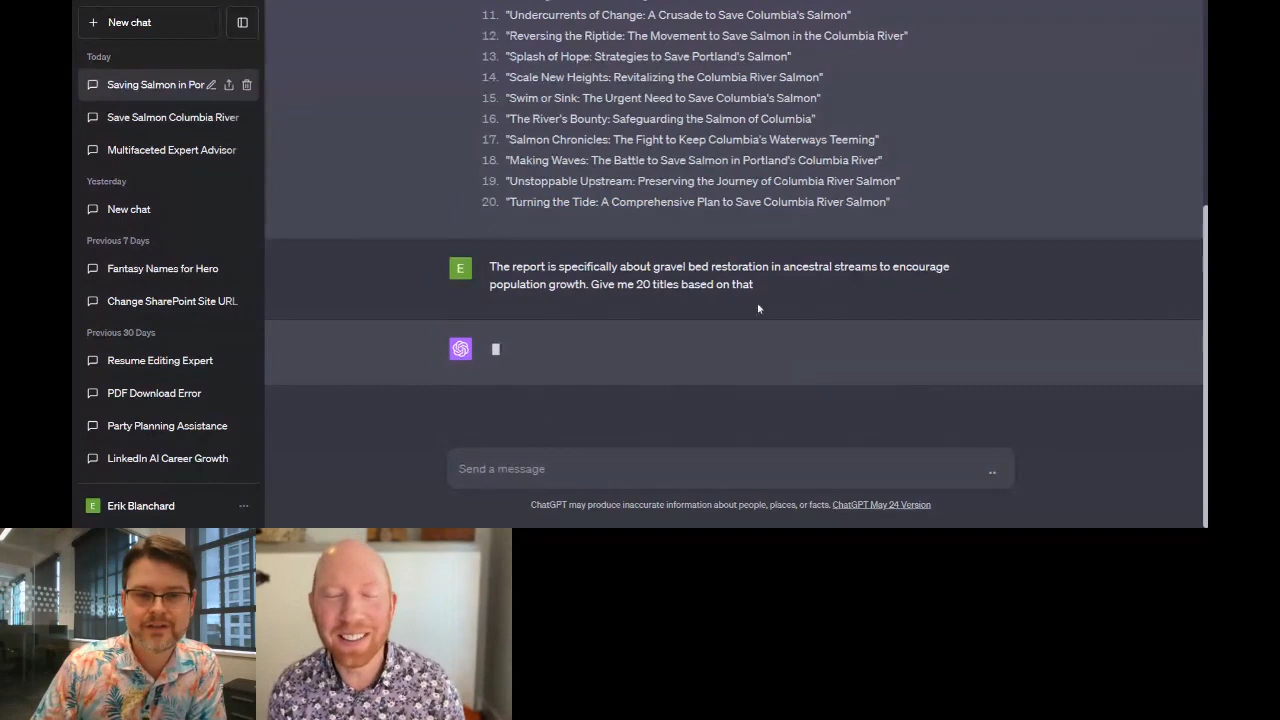 New chat
Today
Saving Salmon in Por
Save Salmon Columbia River
Multifaceted Expert Advisor
Yesterday
New chat
Previous 7 Days
Fantasy Names for Hero
Change SharePoint Site URL
Previous 30 Days
Resume Editing Expert
PDF Download Error
Party Planning Assistance
LinkedIn AI Career Growth
E Erik Blanchard
11. "Undercurrents of Change: A Crusade to Save Columbia's Salmon"
12. "Reversing the Riptide: The Movement to Save Salmon in the Columbia River"
13. "Splash of Hope: Strategies to Save Portland's Salmon"
14. "Scale New Heights: Revitalizing the Columbia River Salmon"
15. "Swim or Sink: The Urgent Need to Save Columbia's Salmon"
16. "The River's Bounty: Safeguarding the Salmon of Columbia"
17. "Salmon Chronicles: The Fight to Keep Columbia's Waterways Teeming"
18. "Making Waves: The Battle to Save Salmon in Portland's Columbia River"
19. "Unstoppable Upstream: Preserving the Journey of Columbia River Salmon"
20. "Turning the Tide: A Comprehensive Plan to Save Columbia River Salmon"
E
The report is specifically about gravel bed restoration in ancestral streams to encourage
population growth. Give me 20 titles based on that
Send a message
ChatGPT may produce inaccurate information about people, places, or facts. ChatGPT May 24 Version